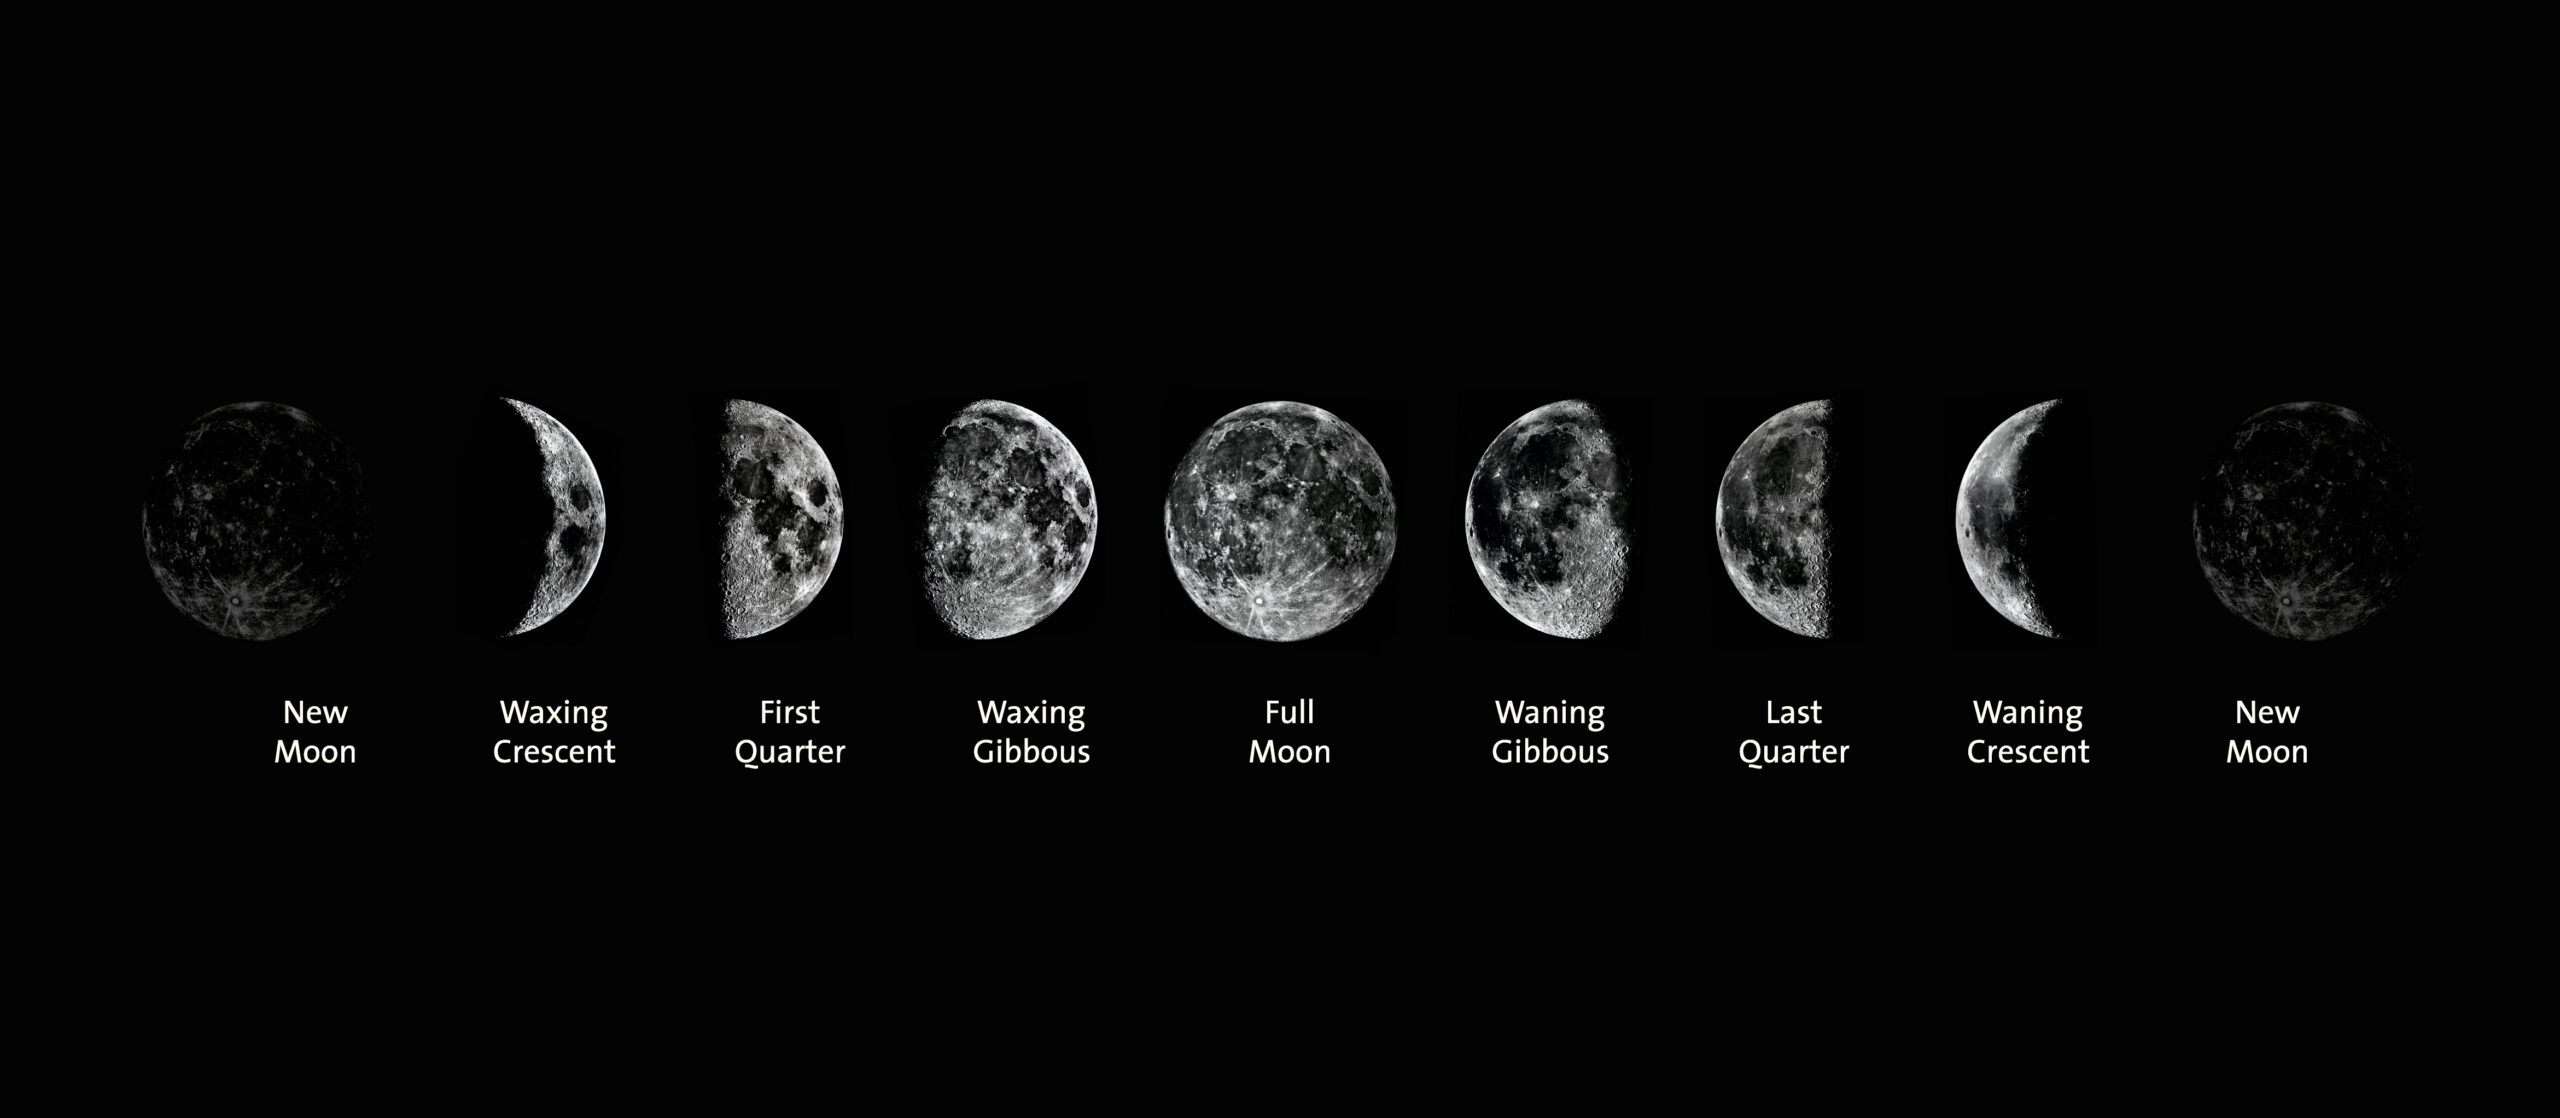 New
Moon
Waxing
Crescent
First
Quarter
Waxing
Gibbous
Full
Moon
Waning
Gibbous
Last
Quarter
Waning
Crescent
New
Moon